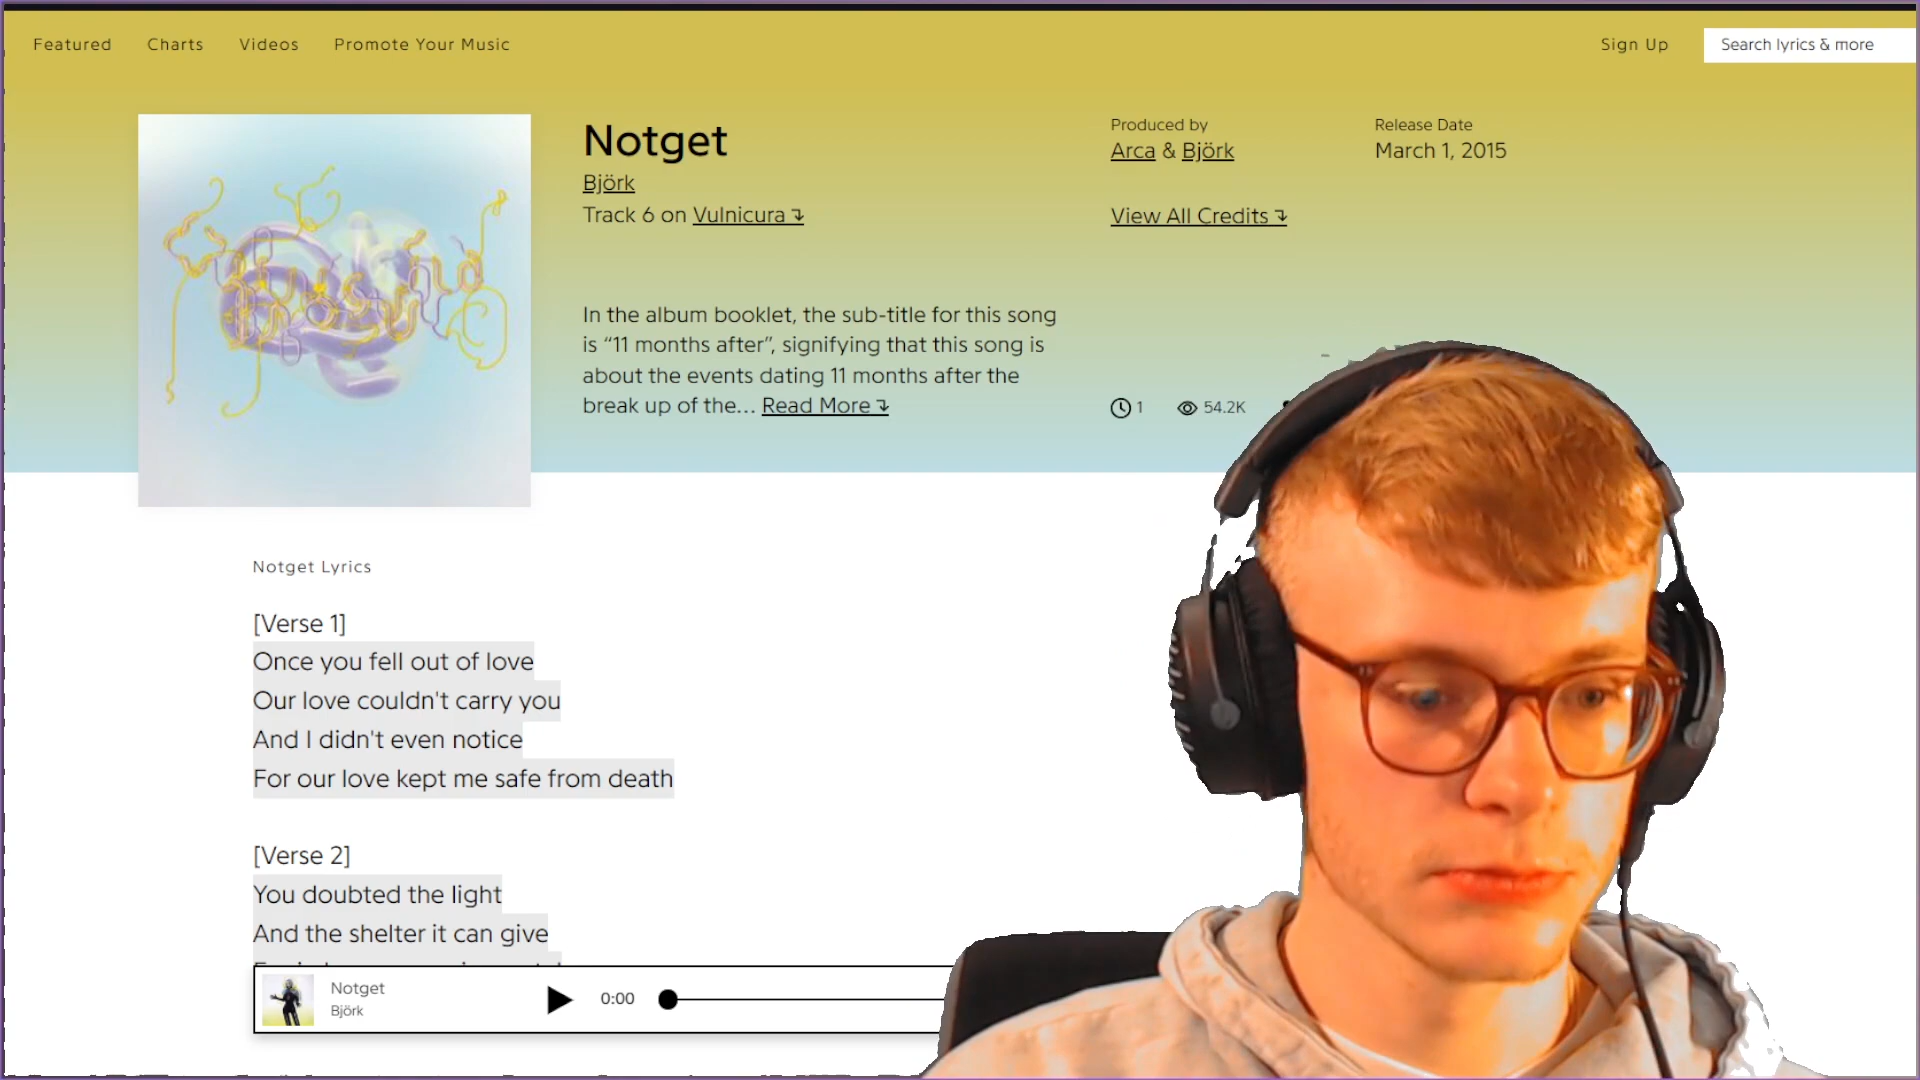 Featured Charts Videos Promote Your Music Sign Up Search lyrics & more
Notget
Björk
Track 6 on Vulnicura
Produced by
Arca & Björk
Release Date
March 1, 2015
View All Credits
In the album booklet, the sub-title for this song
is “11 months after”, signifying that this song is
about the events dating 11 months after the
break up of the... Read More
1 54.2K
Notget Lyrics
[Verse 1]
Once you fell out of love
Our love couldn't carry you
And I didn't even notice
For our love kept me safe from death
[Verse 2]
You doubted the light
And the shelter it can give
Notget
Björk
0:00